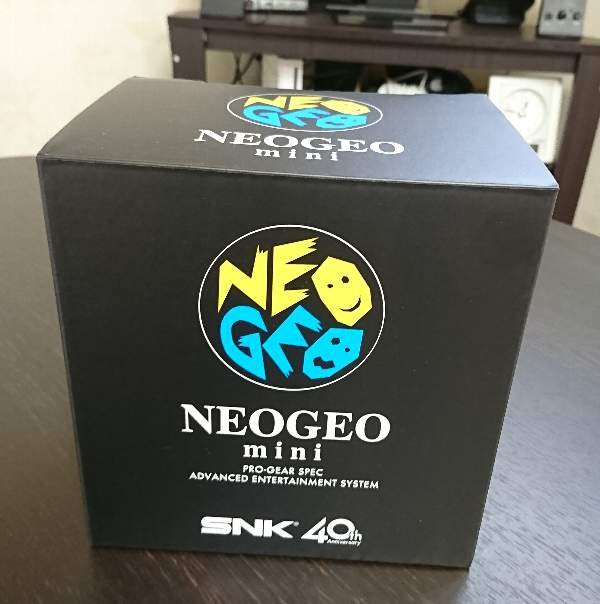 NEO
GEO
NEOGEO
mini
NEO
GEO
NEOGEO
mini
PRO-GEAR SPEC
ADVANCED ENTERTAINMENT SYSTEM
SNK® 40th
Anniversary